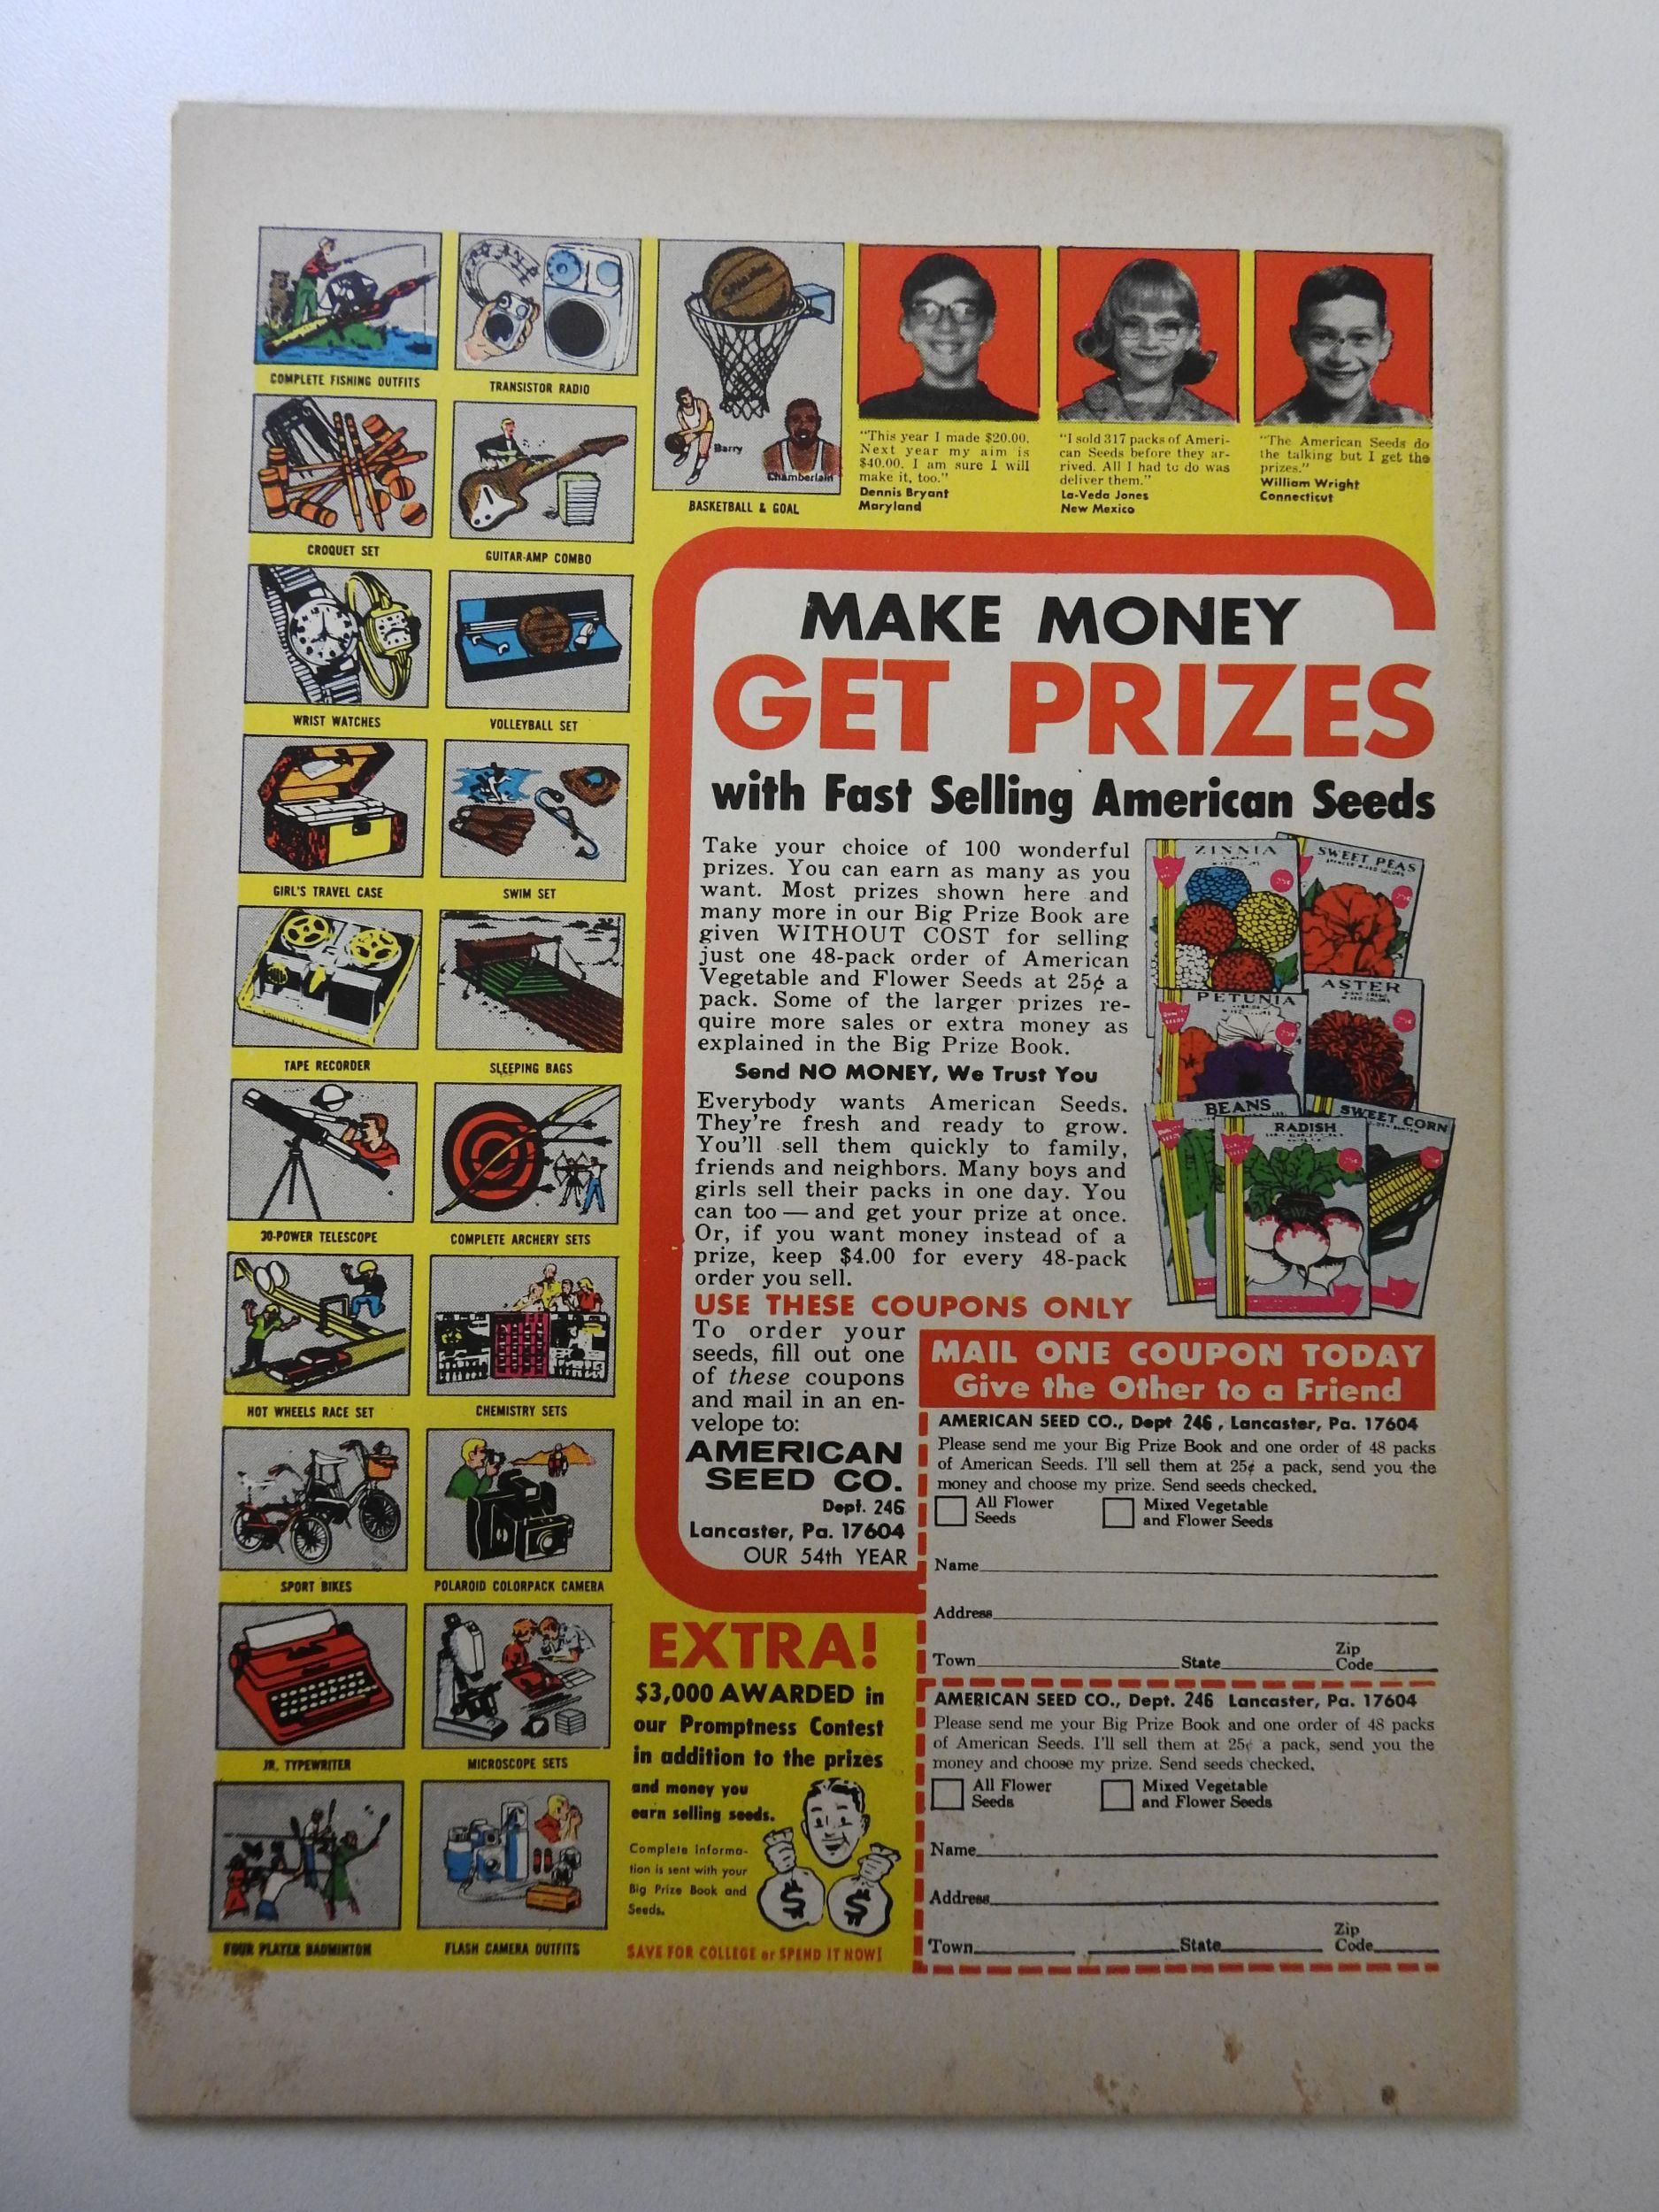 COMPLETE FISHING OUTFITS
TRANSISTOR RADIO
Barry
Chamberlain
BASKETBALL & GOAL
CROQUET SET
GUITAR-AMP COMBO
WRIST WATCHES
VOLLEYBALL SET
GIRL'S TRAVEL CASE
SWIM SET
TAPE RECORDER
SLEEPING BAGS
30-POWER TELESCOPE
COMPLETE ARCHERY SETS
HOT WHEELS RACE SET
CHEMISTRY SETS
SPORT BIKES
POLAROID COLORPACK CAMERA
JR. TYPEWRITER
MICROSCOPE SETS
FOUR PLAYER BADMINTON
FLASH CAMERA OUTFITS
"This year I made $20.00.
Next year my aim is
$40.00. I am sure I will
make it, too."
Dennis Bryant
Maryland
"I sold 317 packs of Ameri-
can Seeds before they ar-
rived. All I had to do was
deliver them."
La-Veda Jones
New Mexico
"The American Seeds do
the talking but I get the
prizes."
William Wright
Connecticut
MAKE MONEY
GET PRIZES
with Fast Selling American Seeds
Take your choice of 100 wonderful
prizes. You can earn as many as you
want. Most prizes shown here and
many more in our Big Prize Book are
given WITHOUT COST for selling
just one 48-pack order of American
Vegetable and Flower Seeds at 25¢ a
pack. Some of the larger prizes re-
quire more sales or extra money as
explained in the Big Prize Book.
Send NO MONEY, We Trust You
Everybody wants American Seeds.
They're fresh and ready to grow.
You'll sell them quickly to family,
friends and neighbors. Many boys and
girls sell their packs in one day. You
can too — and get your prize at once.
Or, if you want money instead of a
prize, keep $4.00 for every 48-pack
order you sell.
ZINNIA
SWEET PEAS
PETUNIA
ASTER
BEANS
SWEET CORN
RADISH
USE THESE COUPONS ONLY
To order your
seeds, fill out one
of these coupons
and mail in an en-
velope to:
AMERICAN
SEED CO.
Dept. 246
Lancaster, Pa. 17604
OUR 54th YEAR
MAIL ONE COUPON TODAY
Give the Other to a Friend
AMERICAN SEED CO., Dept 246, Lancaster, Pa. 17604
Please send me your Big Prize Book and one order of 48 packs
of American Seeds. I'll sell them at 25¢ a pack, send you the
money and choose my prize. Send seeds checked.
All Flower
Seeds
Mixed Vegetable
and Flower Seeds
Name
Address
Town State Zip
Code
AMERICAN SEED CO., Dept. 246 Lancaster, Pa. 17604
Please send me your Big Prize Book and one order of 48 packs
of American Seeds. I'll sell them at 25¢ a pack, send you the
money and choose my prize. Send seeds checked.
All Flower
Seeds
Mixed Vegetable
and Flower Seeds
Name
Address
Town State Zip
Code
EXTRA!
$3,000 AWARDED in
our Promptness Contest
in addition to the prizes
and money you
earn selling seeds.
Complete informa-
tion is sent with your
Big Prize Book and
Seeds.
$ $
SAVE FOR COLLEGE or SPEND IT NOW!